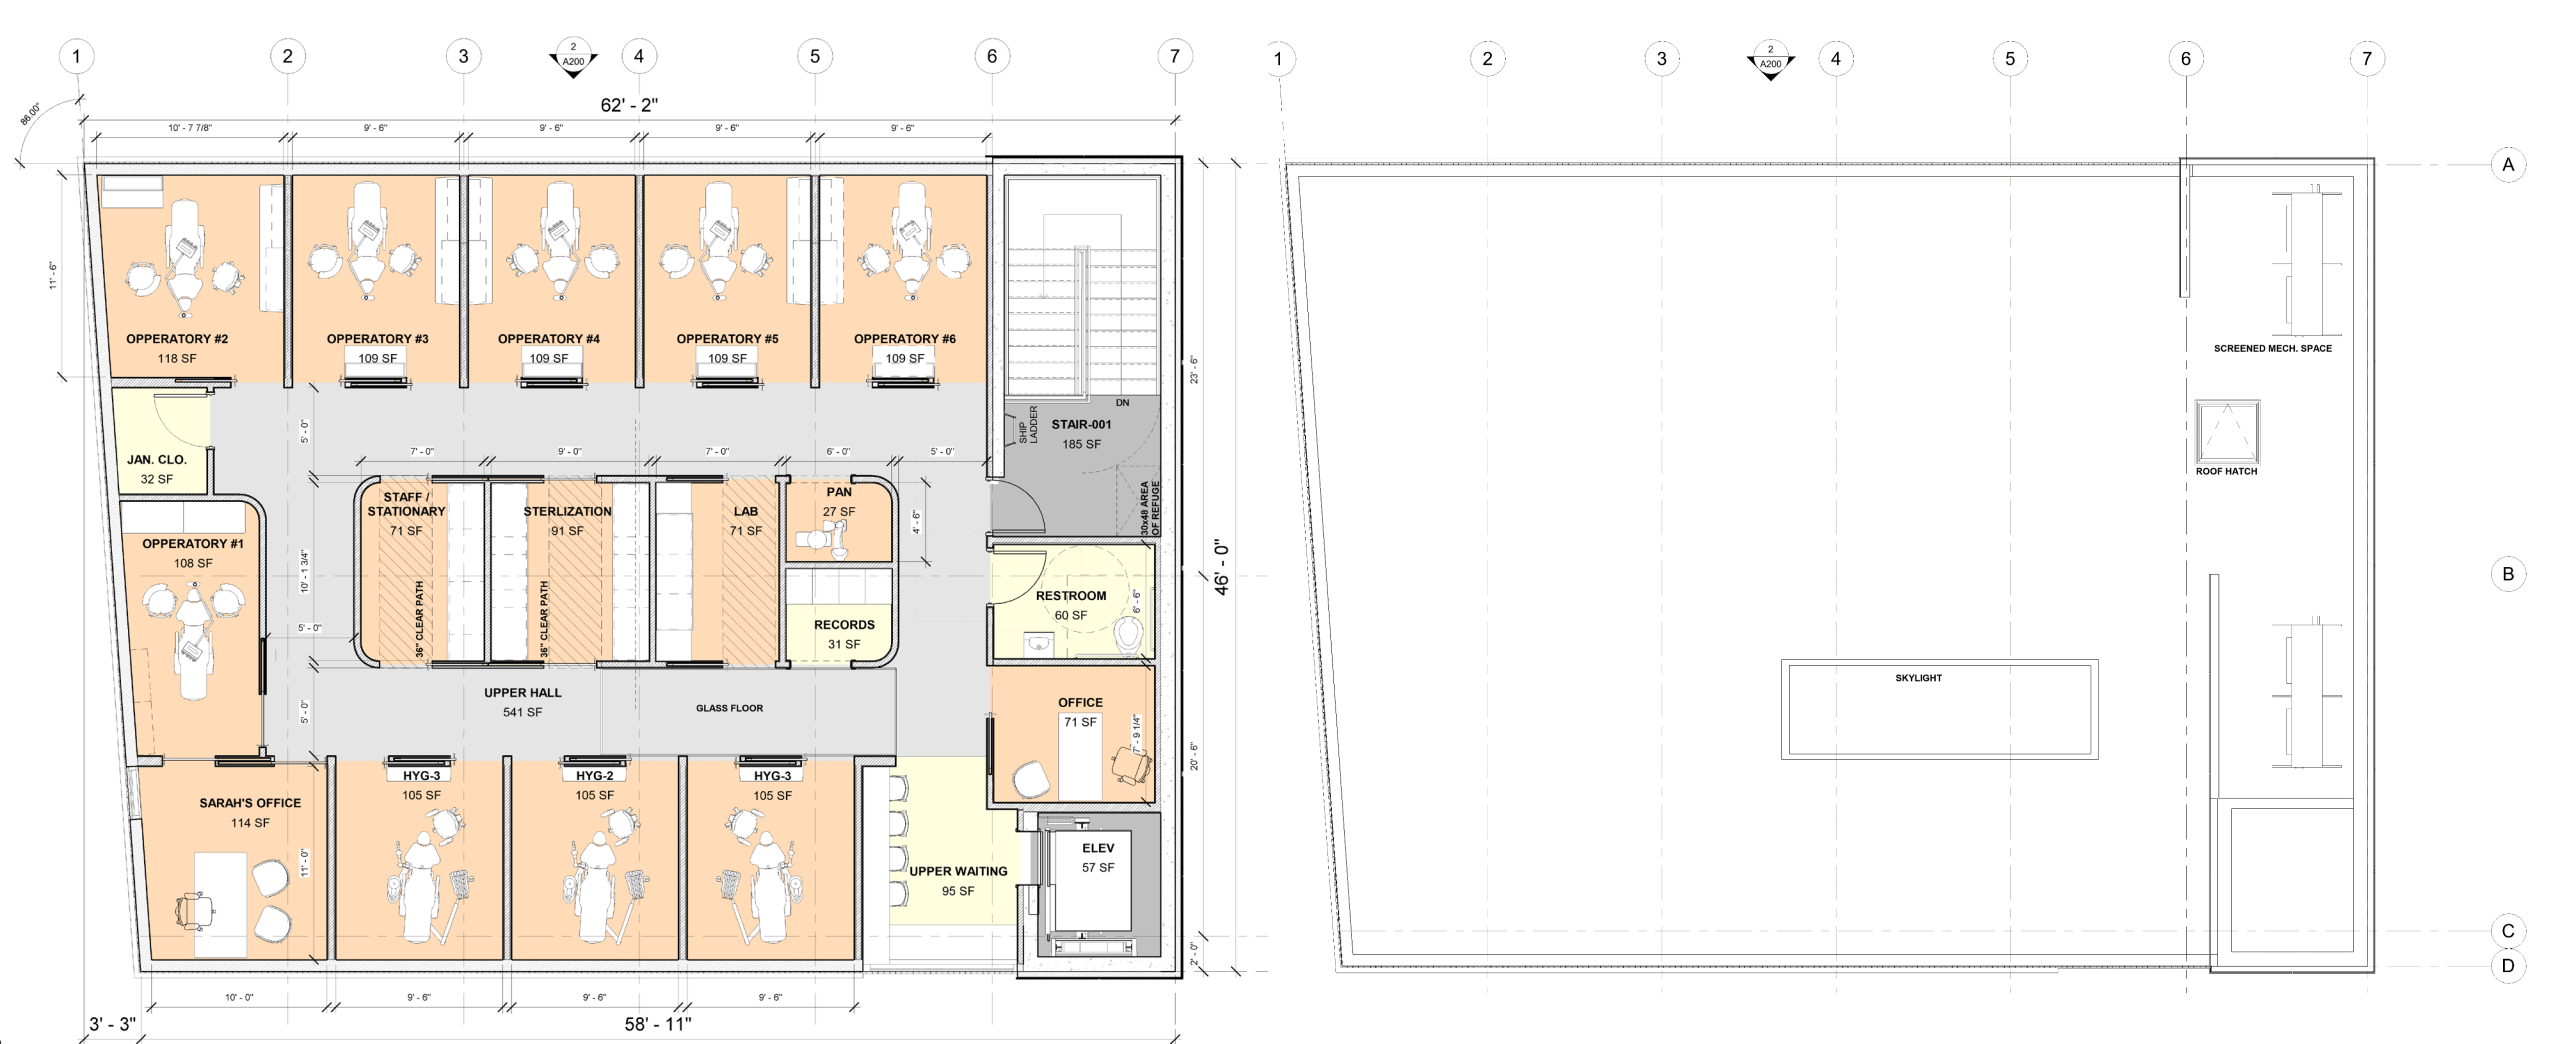 1
2
3
2
A200
4
5
6
7
62' - 2"
86.00°
10' - 7 7/8"
9' - 6"
9' - 6"
9' - 6"
9' - 6"
11' - 6"
OPPERATORY #2
118 SF
OPPERATORY #3
109 SF
OPPERATORY #4
109 SF
OPPERATORY #5
109 SF
OPPERATORY #6
109 SF
23' - 6"
DN
SHIP
LADDER
STAIR-001
185 SF
5' - 0"
7' - 0"
9' - 0"
7' - 0"
6' - 0"
5' - 0"
JAN. CLO.
32 SF
STAFF /
STATIONARY
71 SF
STERLIZATION
91 SF
LAB
71 SF
PAN
27 SF
4' - 6"
30x48 AREA
OF REFUGE
OPPERATORY #1
108 SF
10' - 1 3/4"
36" CLEAR PATH
36" CLEAR PATH
5' - 0"
RECORDS
31 SF
RESTROOM
60 SF
6' - 6"
46' - 0"
UPPER HALL
541 SF
GLASS FLOOR
5' - 0"
OFFICE
71 SF
7' - 9 1/4"
20' - 6"
HYG-3
105 SF
HYG-2
105 SF
HYG-3
105 SF
SARAH'S OFFICE
114 SF
11' - 0"
UPPER WAITING
95 SF
ELEV
57 SF
2' - 0"
10' - 0"
9' - 6"
9' - 6"
9' - 6"
3' - 3"
58' - 11"
1
2
3
2
A200
4
5
6
7
A
SCREENED MECH. SPACE
ROOF HATCH
B
SKYLIGHT
C
D